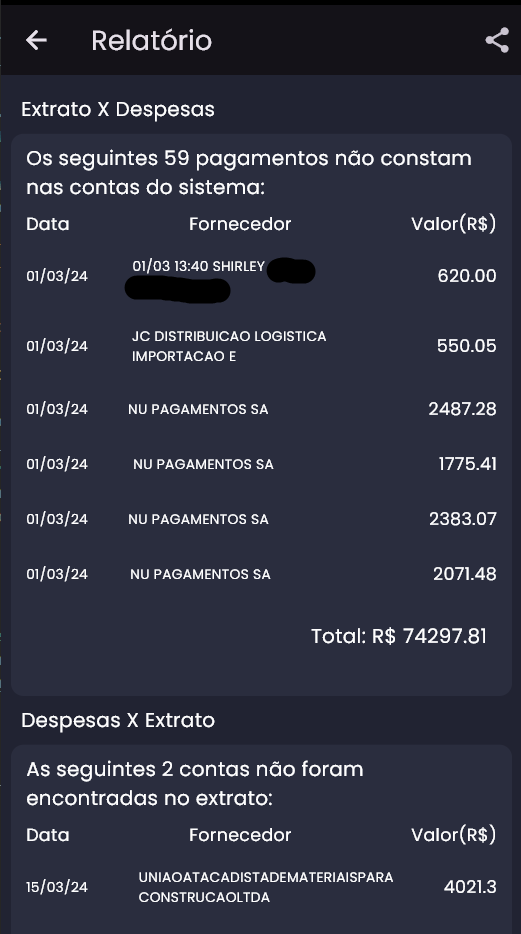 Relatório
Extrato X Despesas
Os seguintes 59 pagamentos não constam
nas contas do sistema:
Data Fornecedor Valor(R$)
01/03/24 01/03 13:40 SHIRLEY 620.00
01/03/24 JC DISTRIBUICAO LOGISTICA
IMPORTACAO E 550.05
01/03/24 NU PAGAMENTOS SA 2487.28
01/03/24 NU PAGAMENTOS SA 1775.41
01/03/24 NU PAGAMENTOS SA 2383.07
01/03/24 NU PAGAMENTOS SA 2071.48
Total: R$ 74297.81
Despesas X Extrato
As seguintes 2 contas não foram
encontradas no extrato:
Data Fornecedor Valor(R$)
15/03/24 UNIAOATACADISTADEMATERIAISPARA
CONSTRUCAOLTDA 4021.3